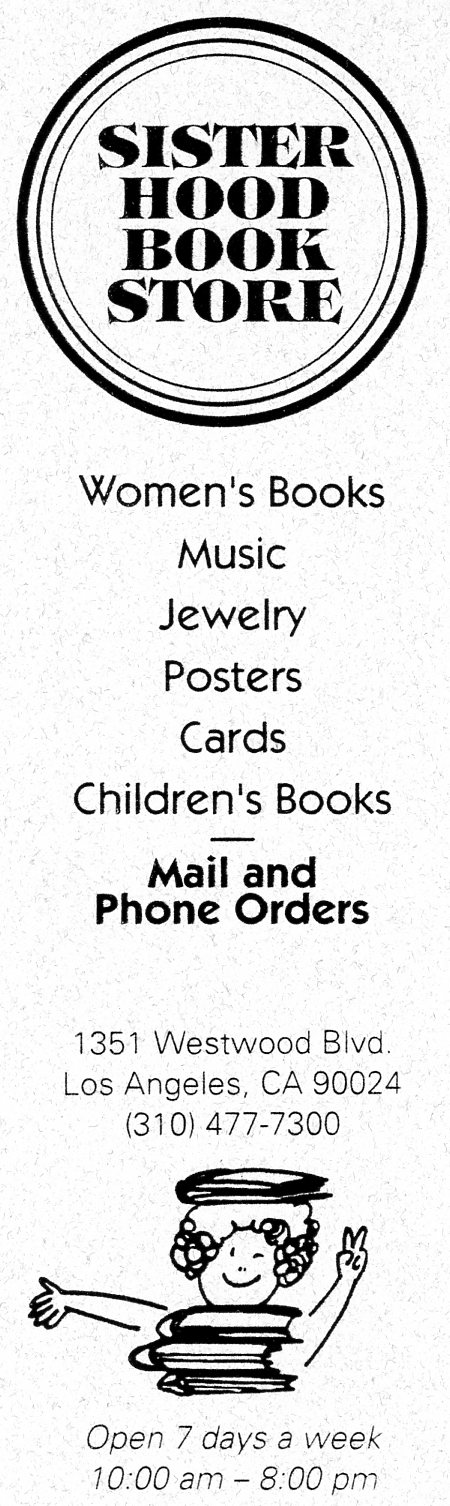 SISTER
HOOD
BOOK
STORE
Women's Books
Music
Jewelry
Posters
Cards
Children's Books
Mail and
Phone Orders
1351 Westwood Blvd.
Los Angeles, CA 90024
(310) 477-7300
Open 7 days a week
10:00 am – 8:00 pm